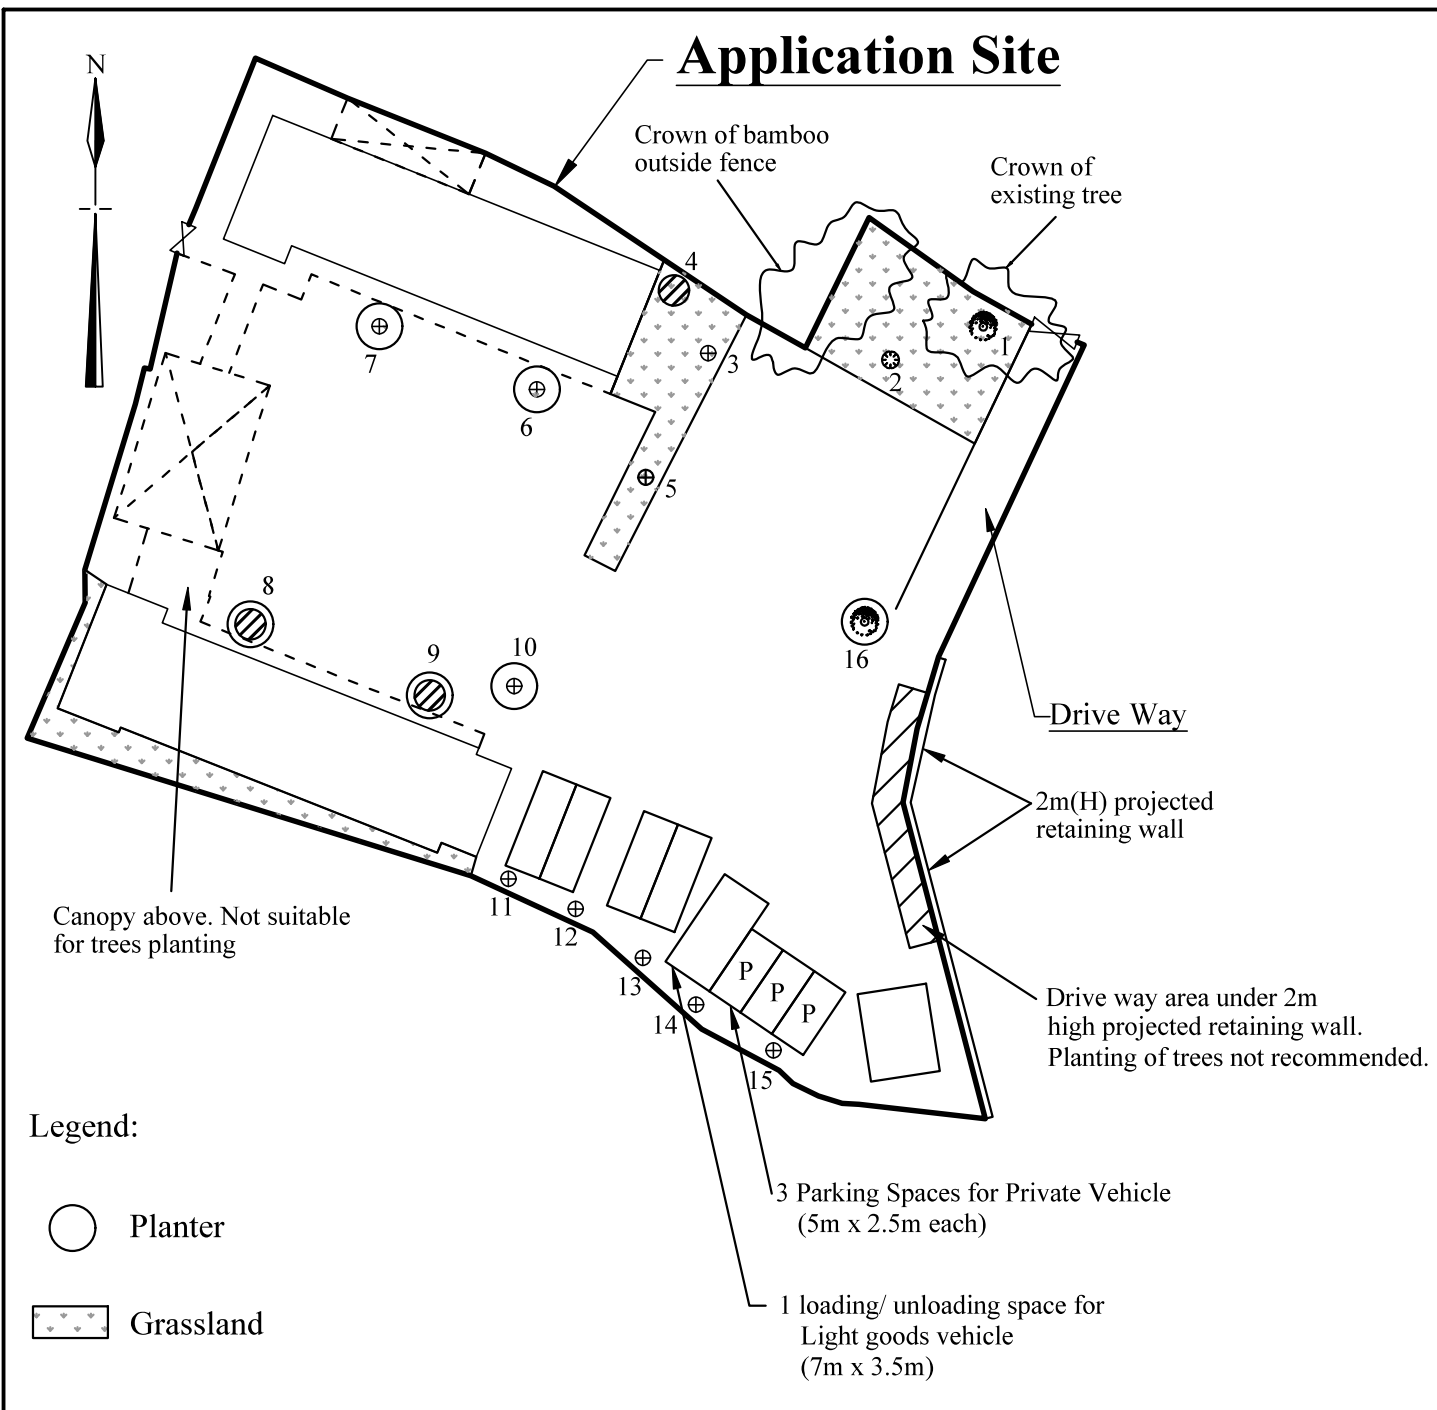 Application Site
N
Crown of bamboo
outside fence
Crown of
existing tree
4
1
3
2
7
6
5
8
9
10
16
Drive Way
2m(H) projected
retaining wall
11
12
13
14
15
P
P
P
Canopy above. Not suitable
for trees planting
Drive way area under 2m
high projected retaining wall.
Planting of trees not recommended.
Legend:
Planter
Grassland
3 Parking Spaces for Private Vehicle
(5m x 2.5m each)
1 loading/ unloading space for
Light goods vehicle
(7m x 3.5m)